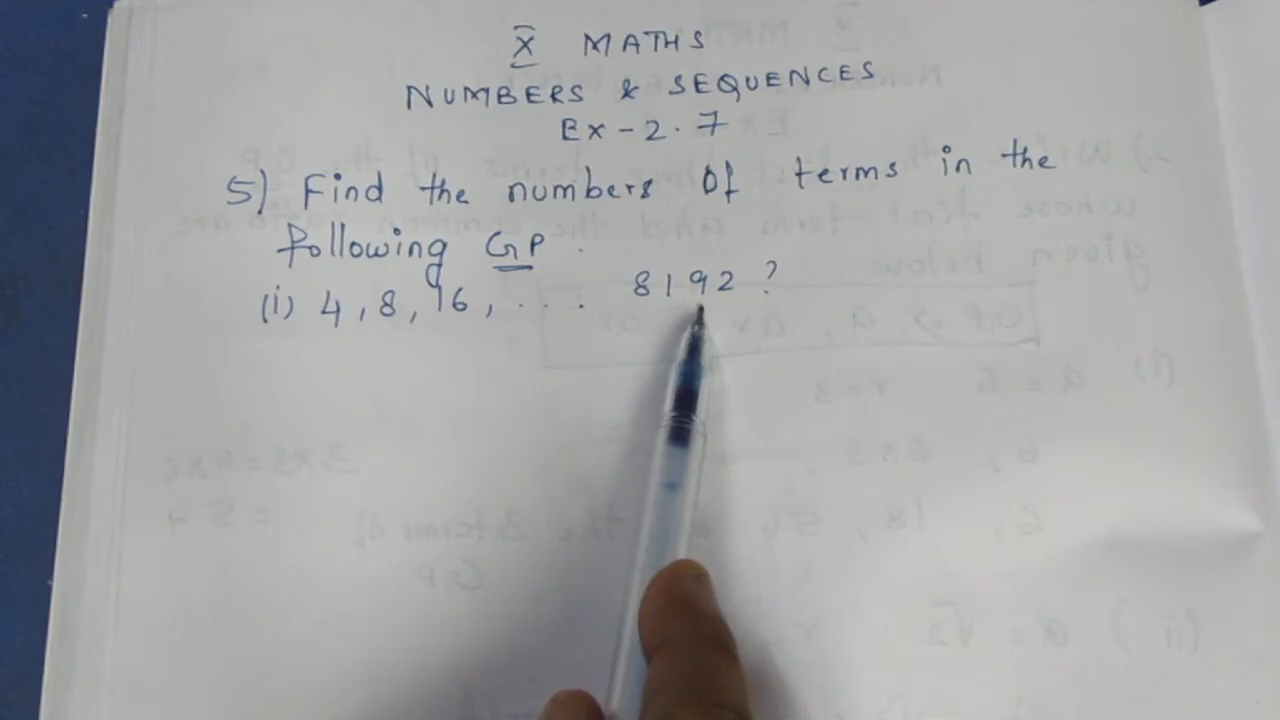 X MATHS
NUMBERS & SEQUENCES
Ex - 2.7
5) Find the numbers of terms in the
following GP.
(i) 4, 8, 16, . . . 8192 ?